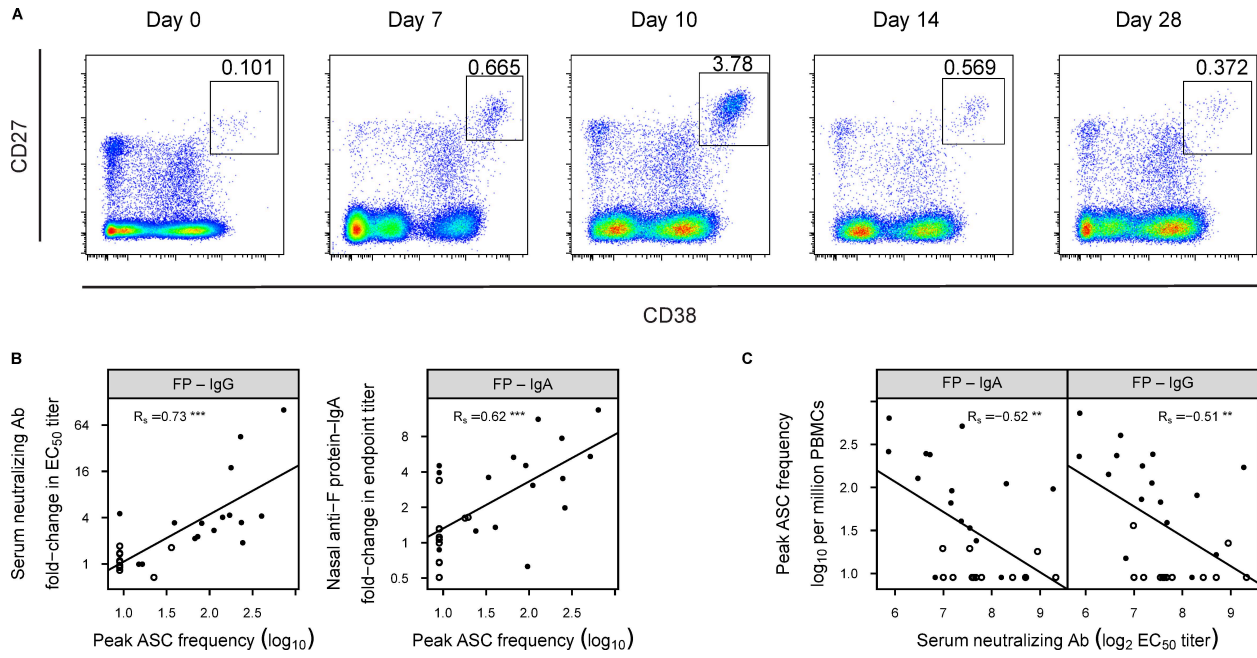 A
Day 0
Day 7
Day 10
Day 14
Day 28
0.101
0.665
3.78
0.569
0.372
CD27
CD38
B
FP – IgG
Rs =0.73 ***
Serum neutralizing Ab
fold−change in EC50 titer
64
16
4
1
1.0
1.5
2.0
2.5
Peak ASC frequency (log10)
FP – IgA
Rs =0.62 ***
Nasal anti−F protein−IgA
fold−change in endpoint titer
8
4
2
1
0.5
1.0
1.5
2.0
2.5
Peak ASC frequency (log10)
C
FP – IgA
FP – IgG
Rs=−0.52 **
Rs=−0.51 **
Peak ASC frequency
log10 per million PBMCs
2.5
2.0
1.5
1.0
6
7
8
9
6
7
8
9
Serum neutralizing Ab (log2 EC50 titer)